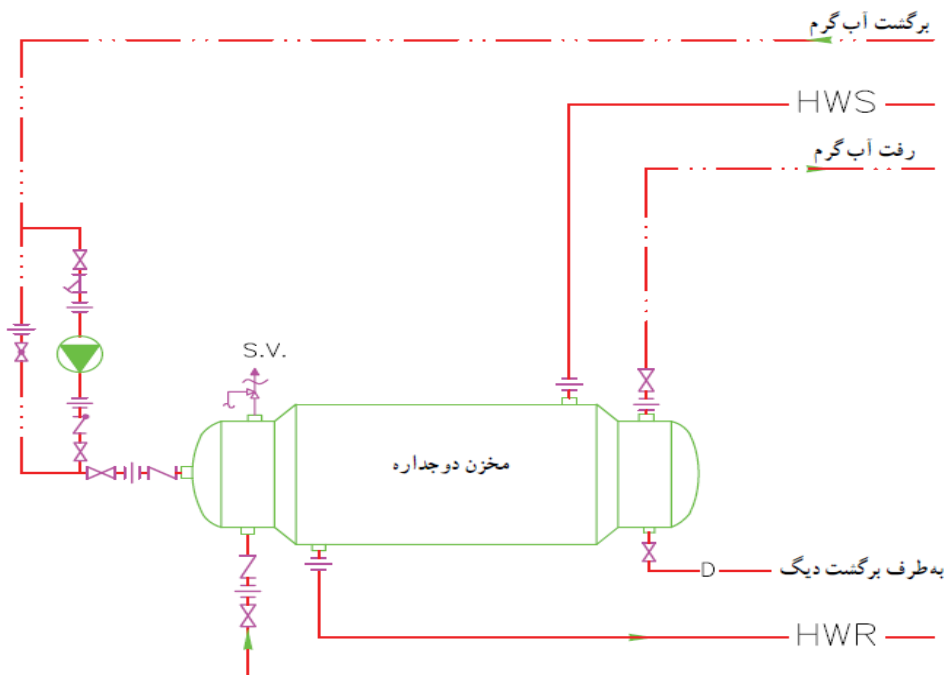 برگشت آب گرم
HWS
رفت آب گرم
S.V.
مخزن دوجداره
به‌طرف برگشت دیگ
D
HWR